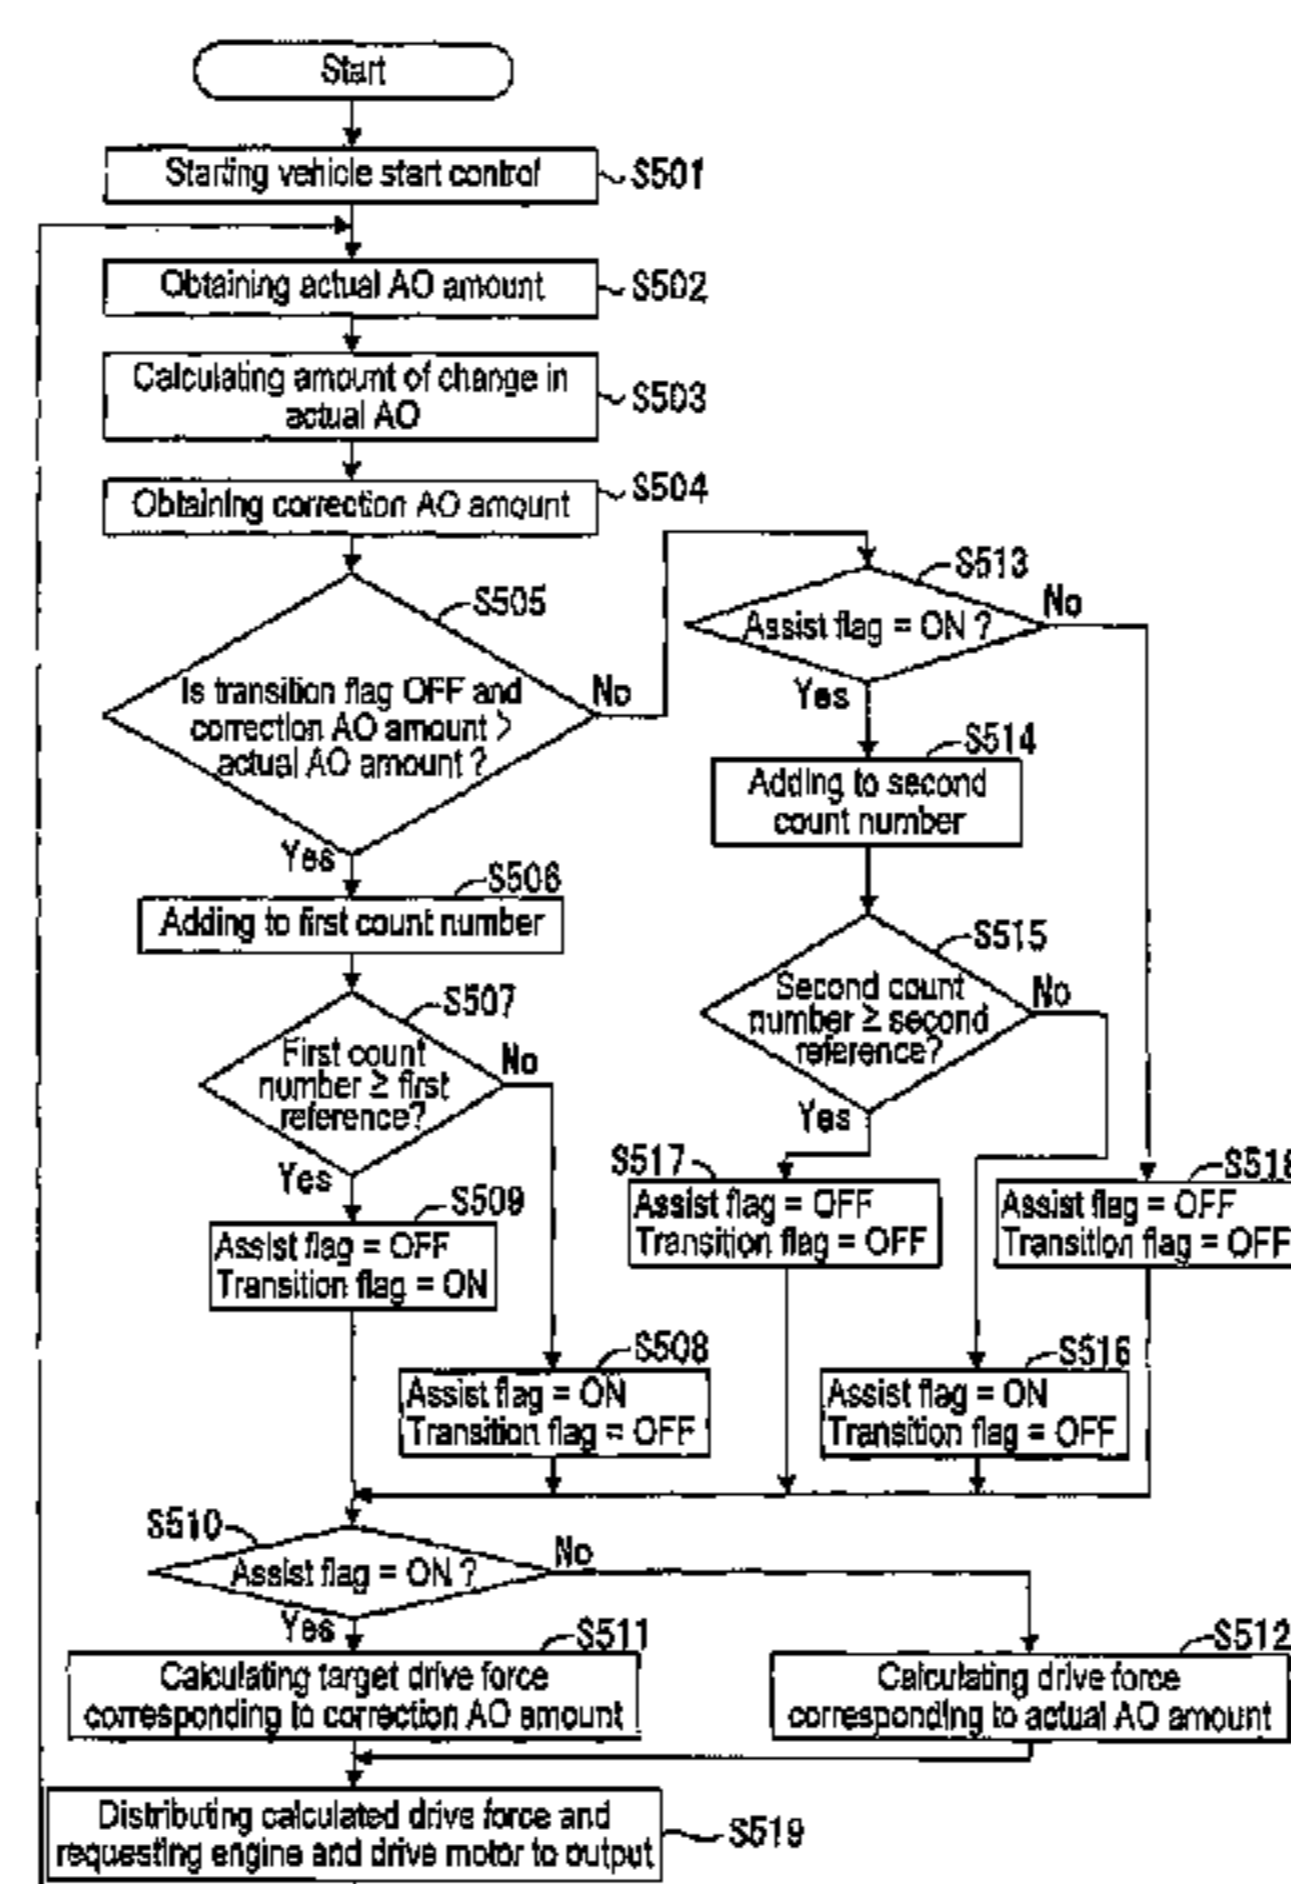 Start
Starting vehicle start control
S501
Obtaining actual AO amount
S502
Calculating amount of change in
actual AO
S503
Obtaining correction AO amount
S504
S505
Is transition flag OFF and
correction AO amount >
actual AO amount ?
No
Yes
S506
Adding to first count number
S507
First count
number ≥ first
reference?
No
Yes
S509
Assist flag = OFF
Transition flag = ON
S508
Assist flag = ON
Transition flag = OFF
S513
Assist flag = ON ?
No
Yes
S514
Adding to second
count number
S515
Second count
number ≥ second
reference?
No
Yes
S517
Assist flag = OFF
Transition flag = OFF
S518
Assist flag = OFF
Transition flag = OFF
S516
Assist flag = ON
Transition flag = OFF
S510
Assist flag = ON ?
No
Yes
S511
Calculating target drive force
corresponding to correction AO amount
S512
Calculating drive force
corresponding to actual AO amount
Distributing calculated drive force and
requesting engine and drive motor to output
S519